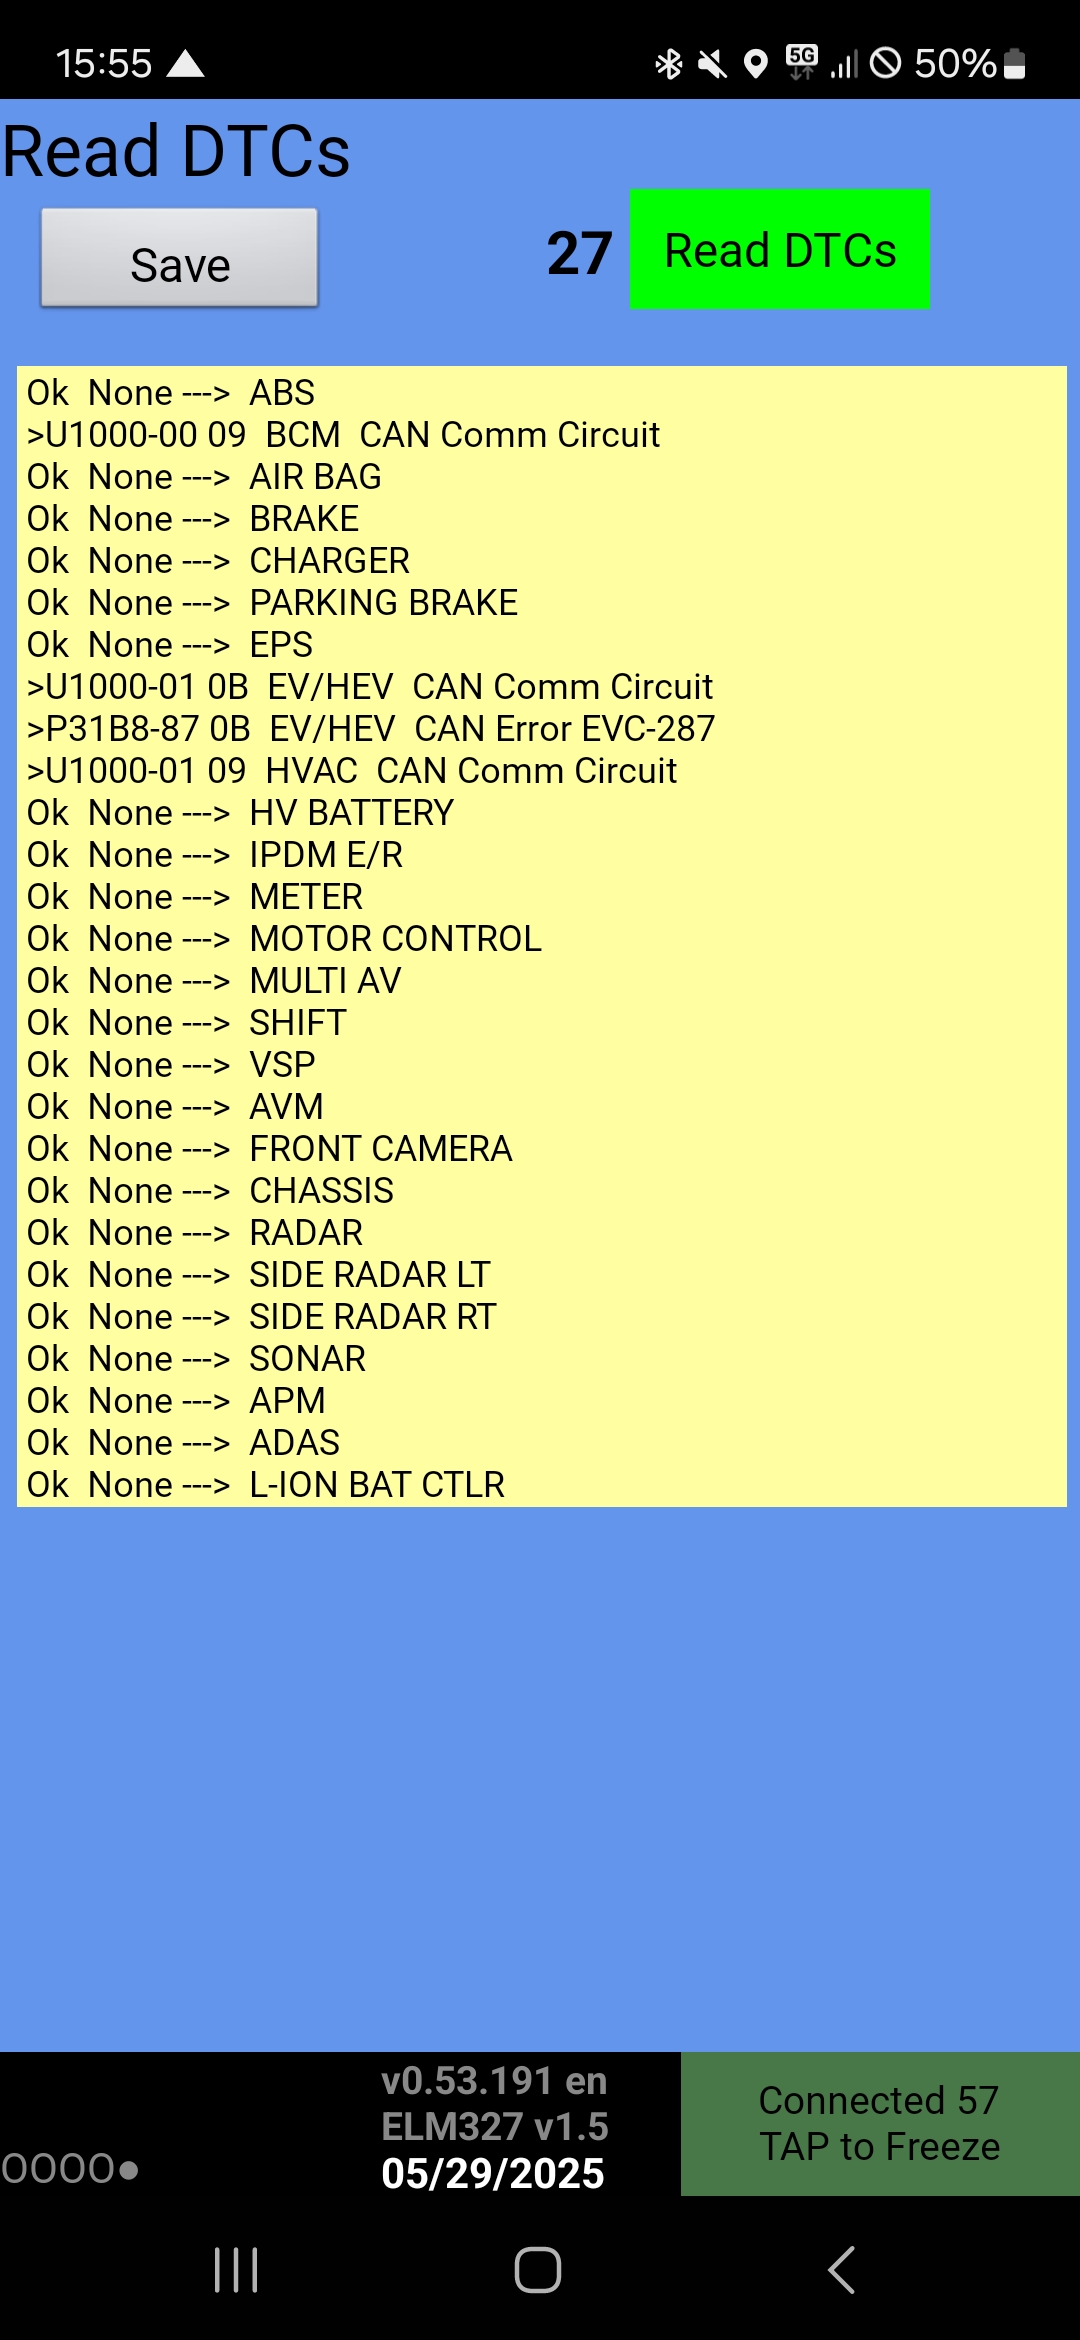 15:55
5G
50%
Read DTCs
Save
27 Read DTCs
Ok  None --->  ABS
>U1000-00 09  BCM  CAN Comm Circuit
Ok  None --->  AIR BAG
Ok  None --->  BRAKE
Ok  None --->  CHARGER
Ok  None --->  PARKING BRAKE
Ok  None --->  EPS
>U1000-01 0B  EV/HEV  CAN Comm Circuit
>P31B8-87 0B  EV/HEV  CAN Error EVC-287
>U1000-01 09  HVAC  CAN Comm Circuit
Ok  None --->  HV BATTERY
Ok  None --->  IPDM E/R
Ok  None --->  METER
Ok  None --->  MOTOR CONTROL
Ok  None --->  MULTI AV
Ok  None --->  SHIFT
Ok  None --->  VSP
Ok  None --->  AVM
Ok  None --->  FRONT CAMERA
Ok  None --->  CHASSIS
Ok  None --->  RADAR
Ok  None --->  SIDE RADAR LT
Ok  None --->  SIDE RADAR RT
Ok  None --->  SONAR
Ok  None --->  APM
Ok  None --->  ADAS
Ok  None --->  L-ION BAT CTLR
v0.53.191 en
ELM327 v1.5
05/29/2025
OOOO●
Connected 57
TAP to Freeze